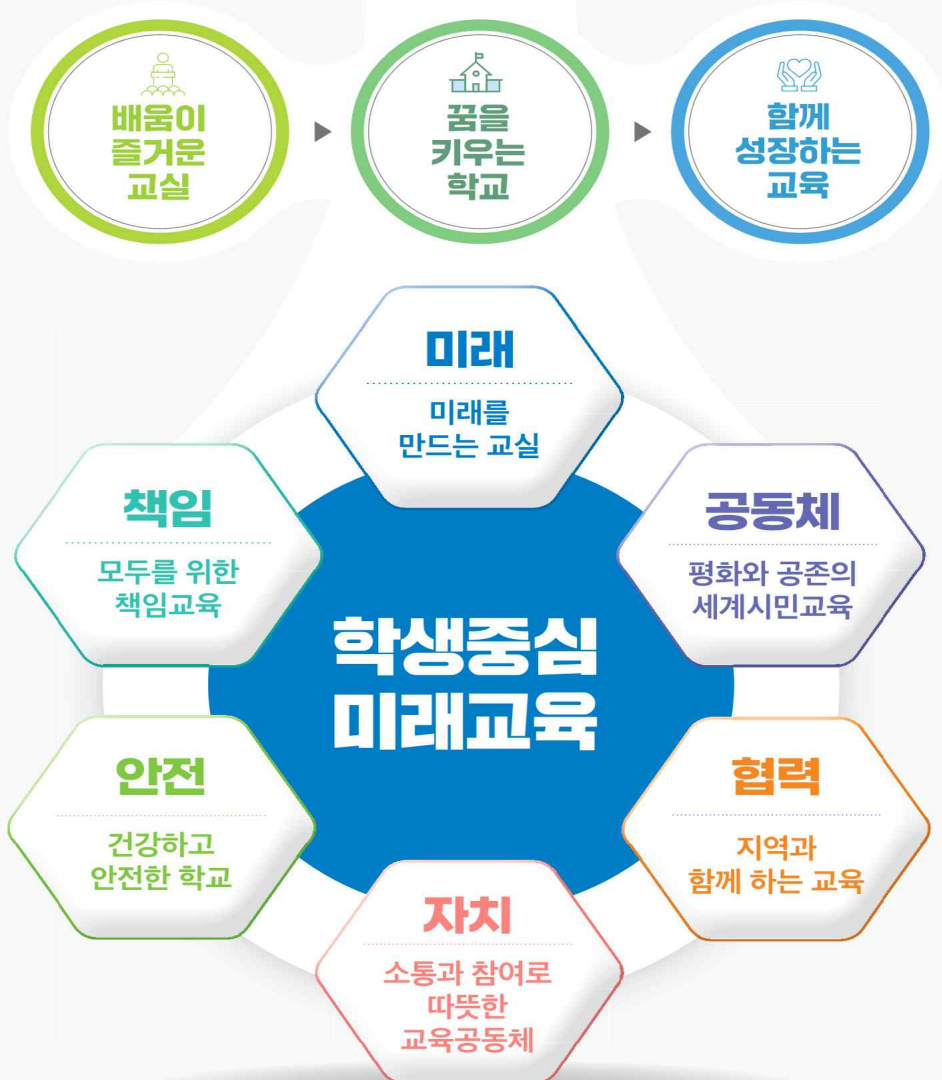 배움이
즐거운
교실
꿈을
키우는
학교
함께
성장하는
교육
미래
미래를
만드는 교실
책임
모두를 위한
책임교육
공동체
평화와 공존의
세계시민교육
학생중심
미래교육
안전
건강하고
안전한 학교
협력
지역과
함께 하는 교육
자치
소통과 참여로
따뜻한
교육공동체